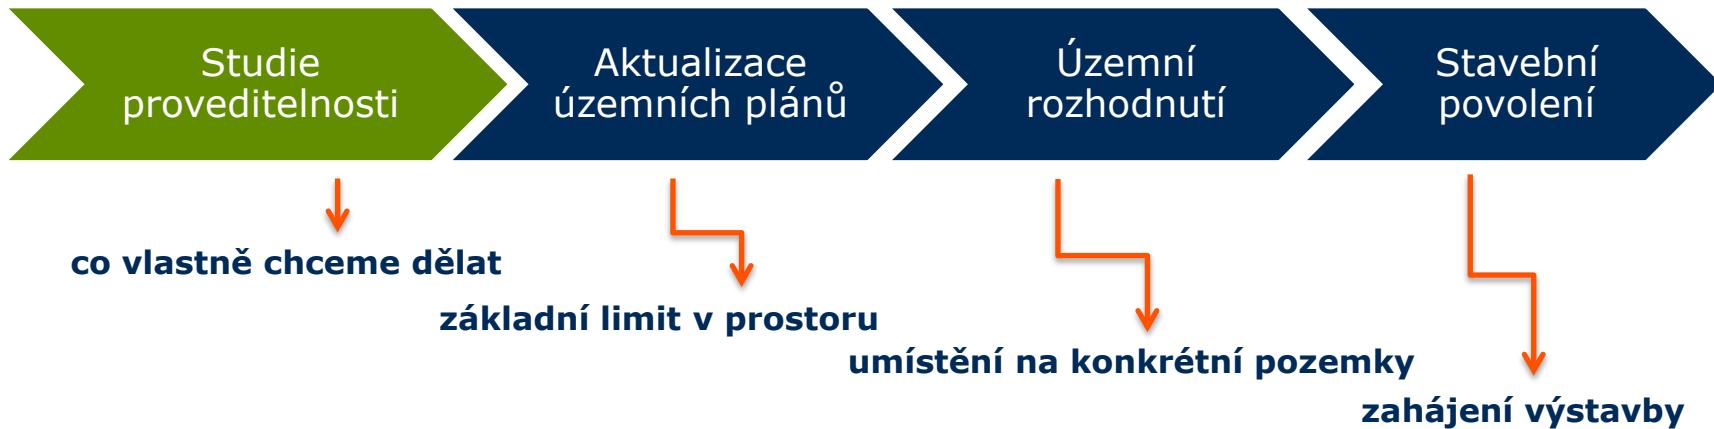 Studie
proveditelnosti
Aktualizace
územních plánů
Územní
rozhodnutí
Stavební
povolení
co vlastně chceme dělat
základní limit v prostoru
umístění na konkrétní pozemky
zahájení výstavby